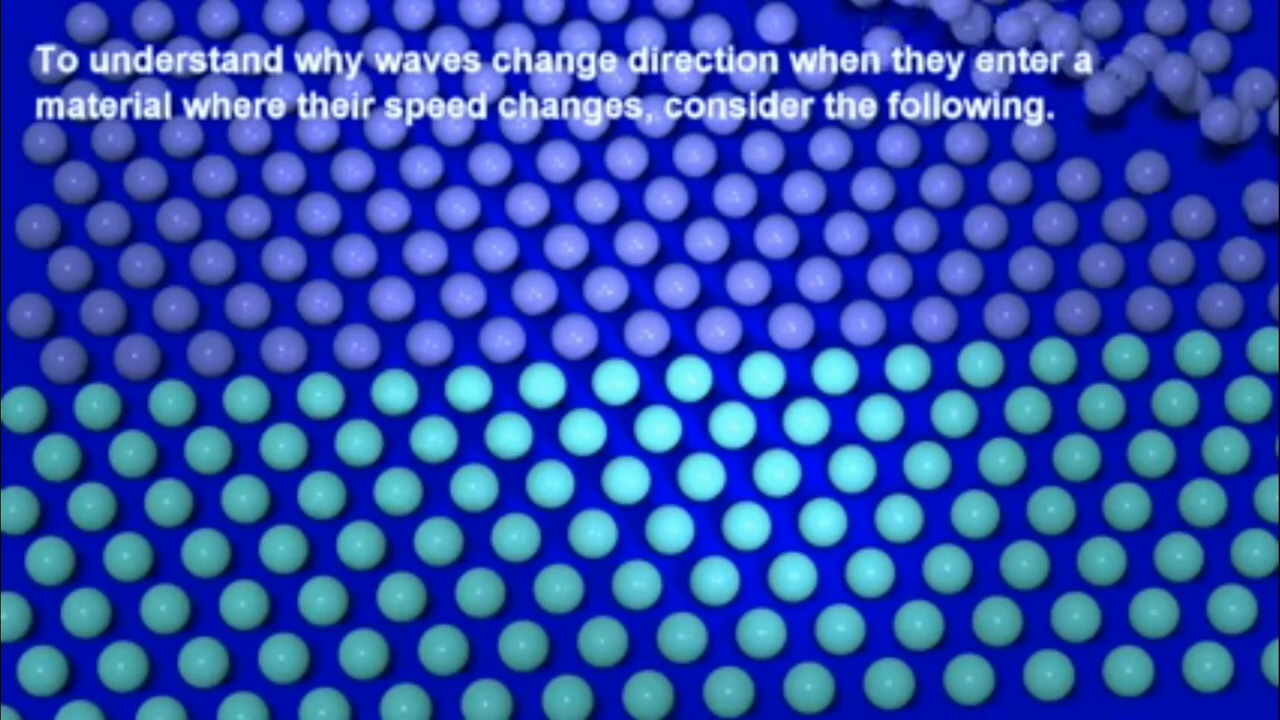 To understand why waves change direction when they enter a
material where their speed changes, consider the following.